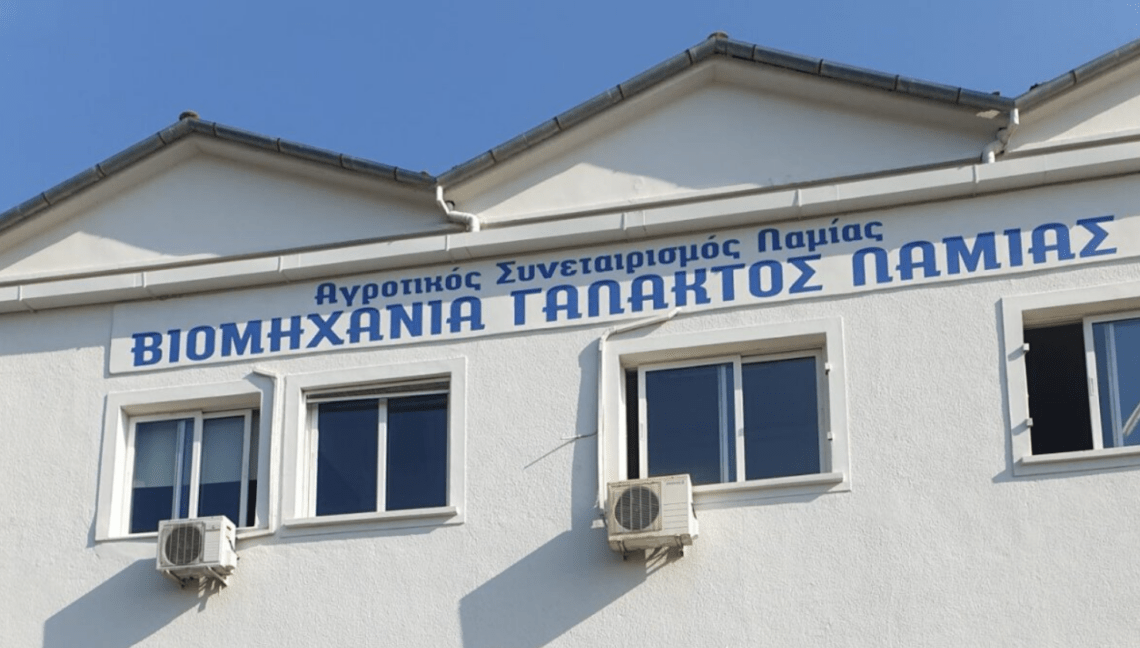 Αγροτικός Συνεταιρισμός Λαμίας
ΒΙΟΜΗΧΑΝΙΑ ΓΑΛΑΚΤΟΣ ΛΑΜΙΑΣ